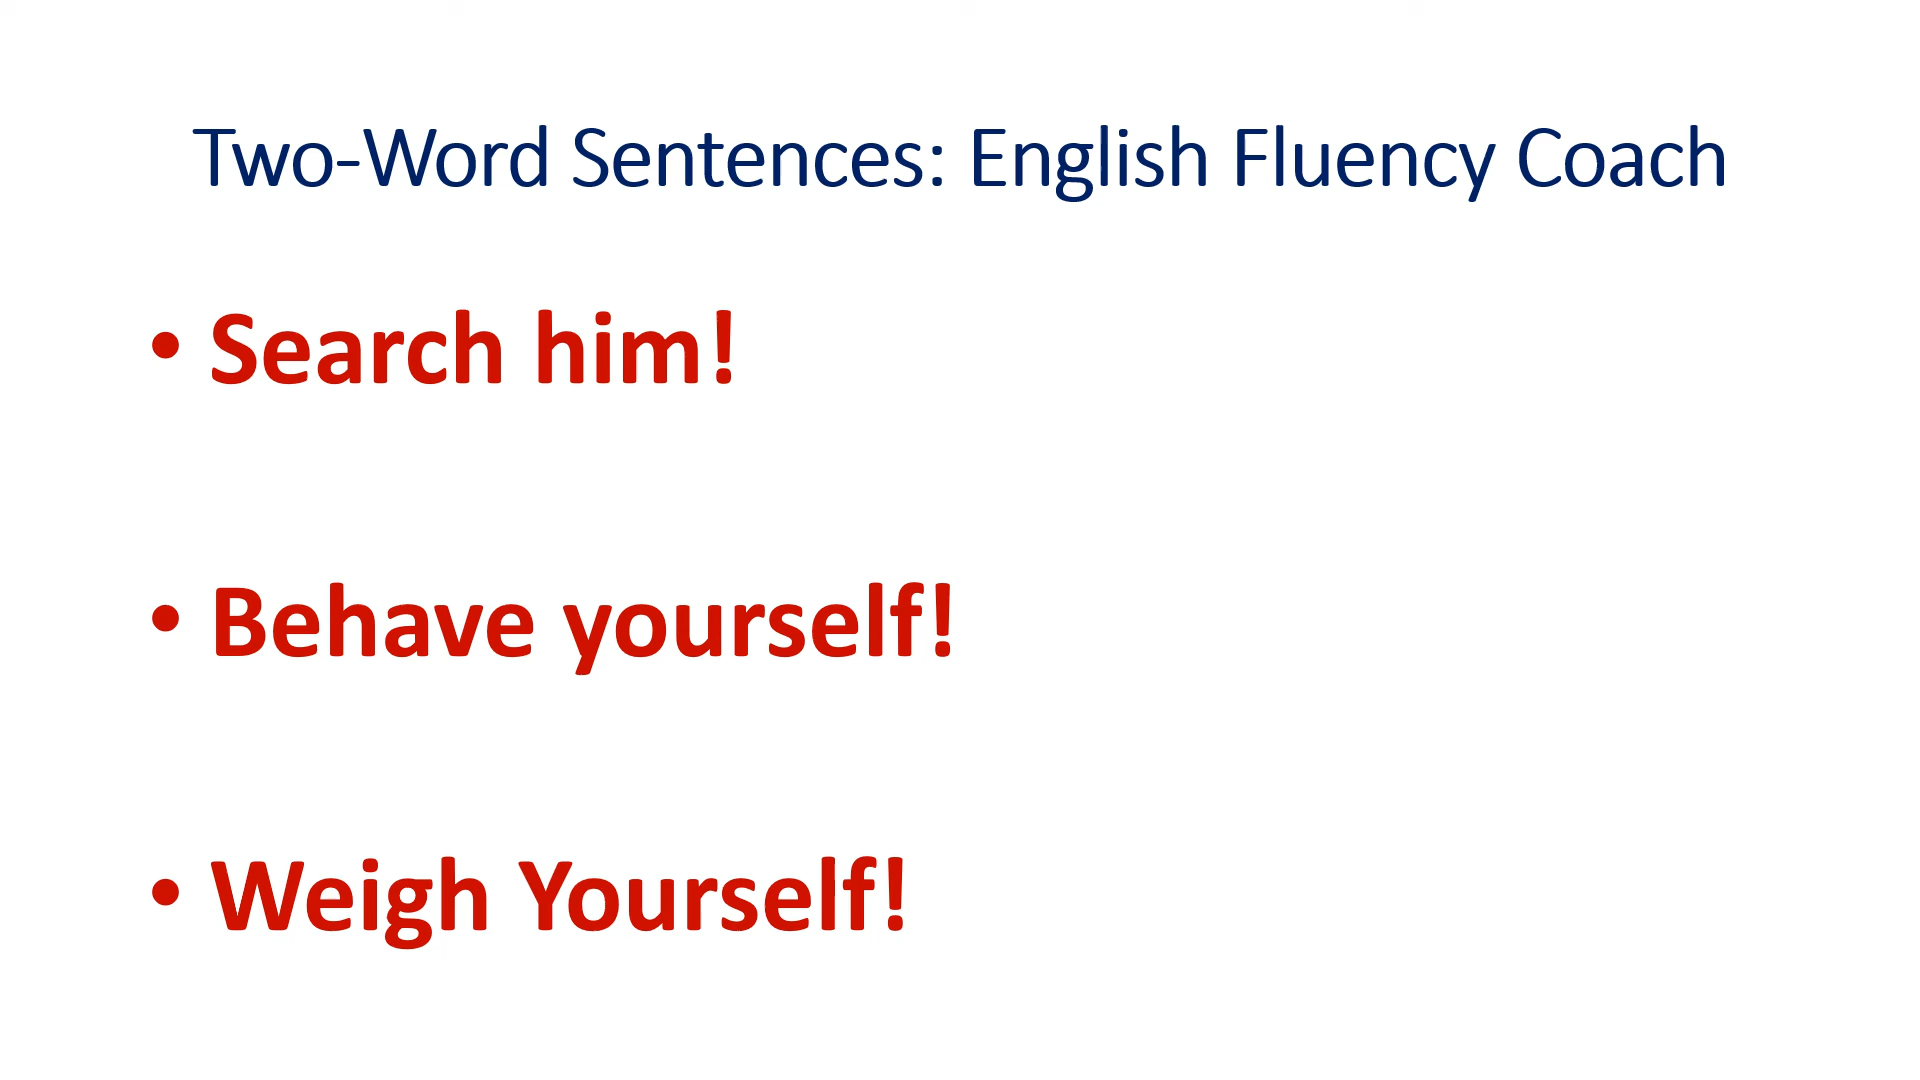 Two-Word Sentences: English Fluency Coach
• Search him!
• Behave yourself!
• Weigh Yourself!